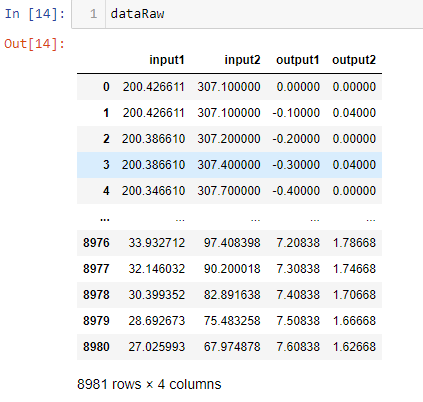 In [14]: 1 dataRaw
Out[14]:
input1 input2 output1 output2
0 200.426611 307.100000 0.00000 0.00000
1 200.426611 307.100000 -0.10000 0.04000
2 200.386610 307.200000 -0.20000 0.00000
3 200.386610 307.400000 -0.30000 0.04000
4 200.346610 307.700000 -0.40000 0.00000
... ... ... ... ...
8976 33.932712 97.408398 7.20838 1.78668
8977 32.146032 90.200018 7.30838 1.74668
8978 30.399352 82.891638 7.40838 1.70668
8979 28.692673 75.483258 7.50838 1.66668
8980 27.025993 67.974878 7.60838 1.62668
8981 rows × 4 columns